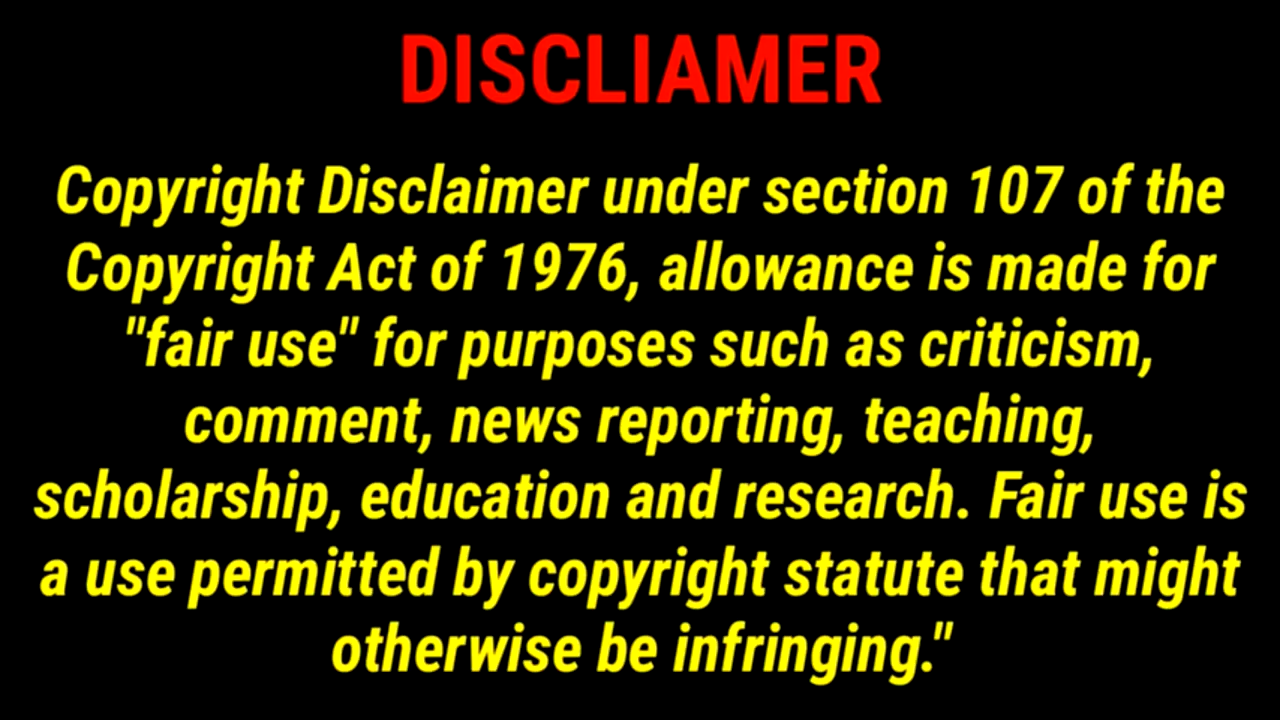 DISCLIAMER
Copyright Disclaimer under section 107 of the
Copyright Act of 1976, allowance is made for
"fair use" for purposes such as criticism,
comment, news reporting, teaching,
scholarship, education and research. Fair use is
a use permitted by copyright statute that might
otherwise be infringing."